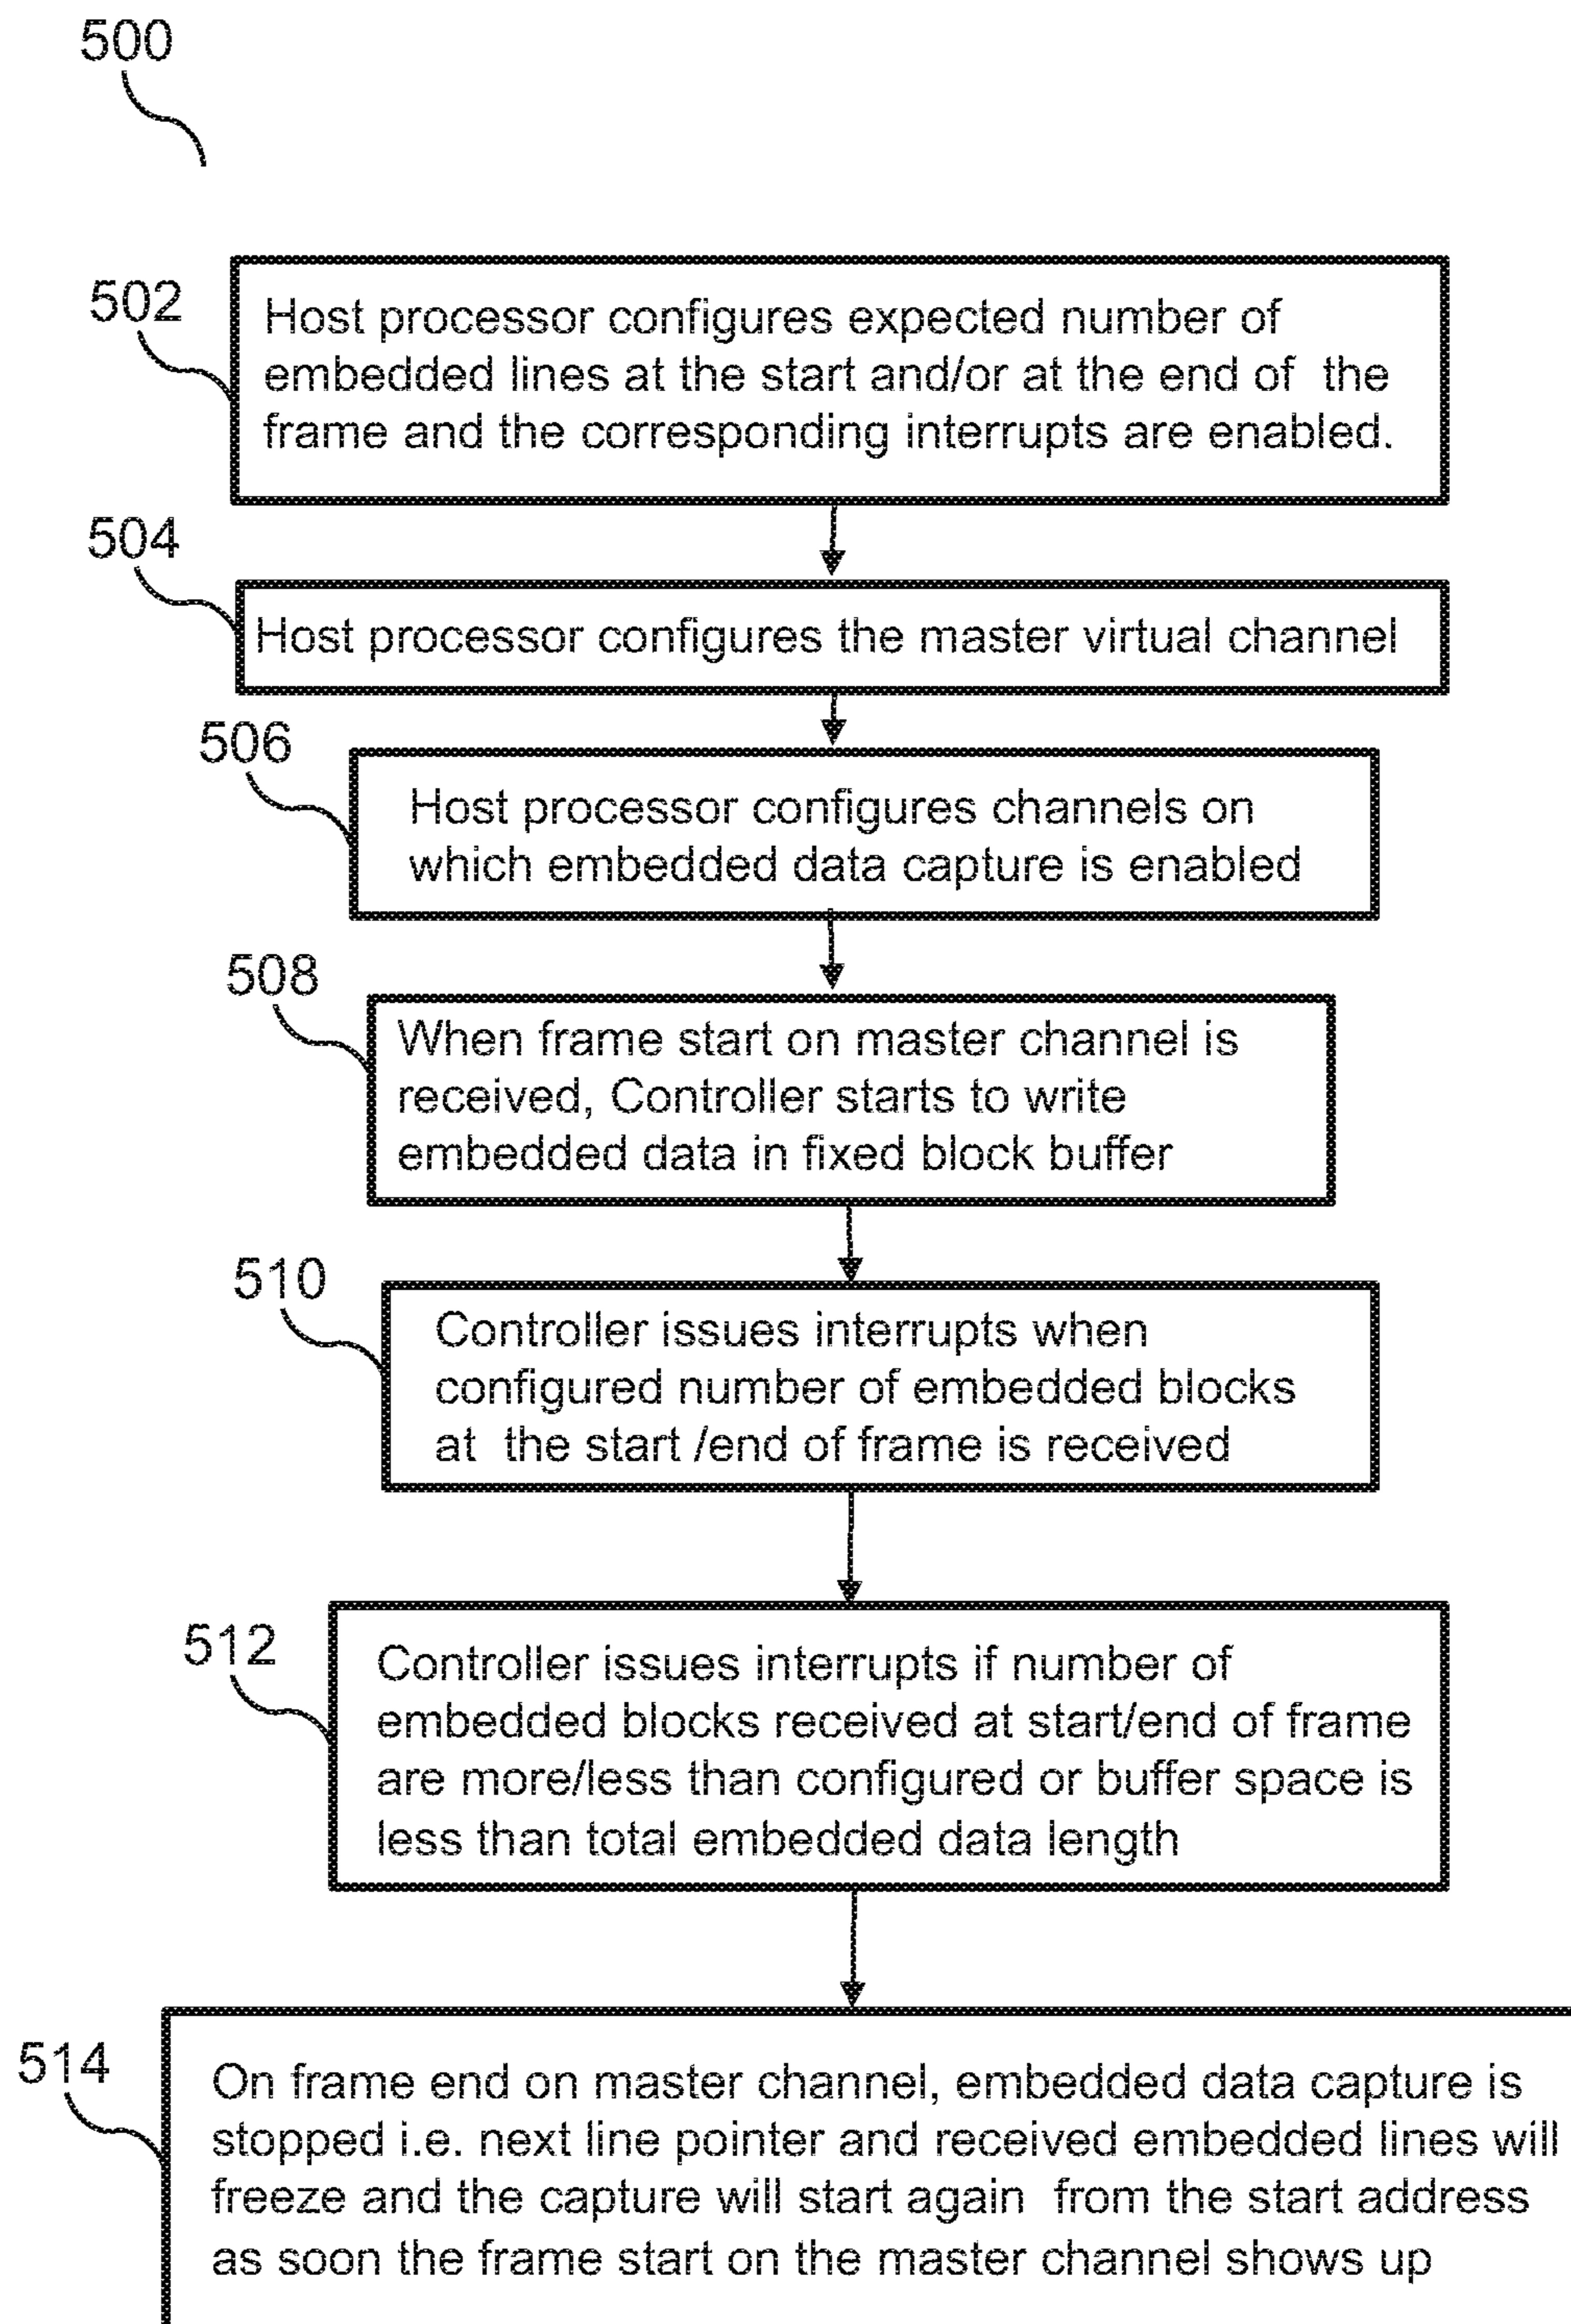 500
502
Host processor configures expected number of
embedded lines at the start and/or at the end of the
frame and the corresponding interrupts are enabled.
504
Host processor configures the master virtual channel
506
Host processor configures channels on
which embedded data capture is enabled
508
When frame start on master channel is
received, Controller starts to write
embedded data in fixed block buffer
510
Controller issues interrupts when
configured number of embedded blocks
at the start /end of frame is received
512
Controller issues interrupts if number of
embedded blocks received at start/end of frame
are more/less than configured or buffer space is
less than total embedded data length
514
On frame end on master channel, embedded data capture is
stopped i.e. next line pointer and received embedded lines will
freeze and the capture will start again from the start address
as soon the frame start on the master channel shows up